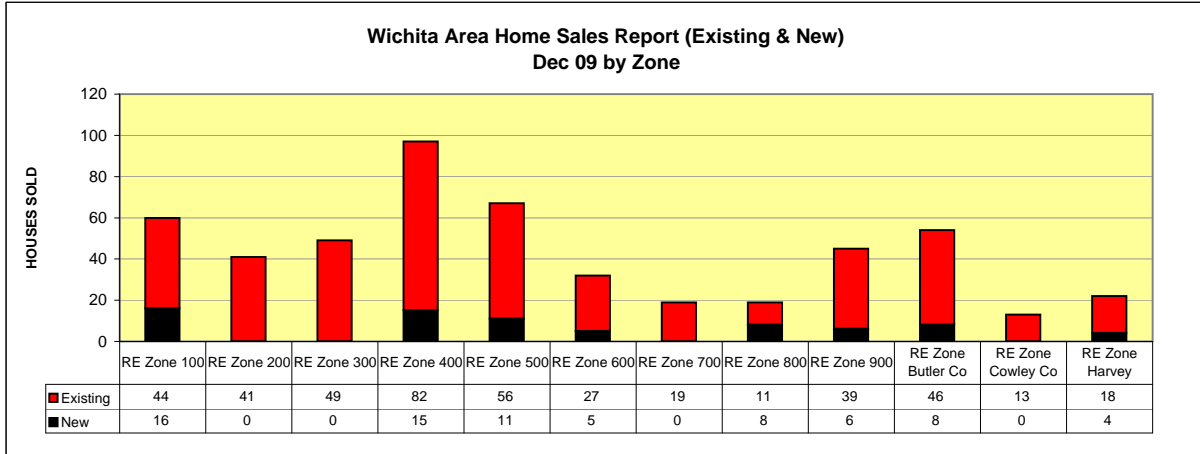 Wichita Area Home Sales Report (Existing & New)
Dec 09 by Zone
120
100
80
60
40
20
0
HOUSES SOLD
RE Zone 100 RE Zone 200 RE Zone 300 RE Zone 400 RE Zone 500 RE Zone 600 RE Zone 700 RE Zone 800 RE Zone 900 RE Zone Butler Co RE Zone Cowley Co RE Zone Harvey
Existing 44 41 49 82 56 27 19 11 39 46 13 18
New 16 0 0 15 11 5 0 8 6 8 0 4